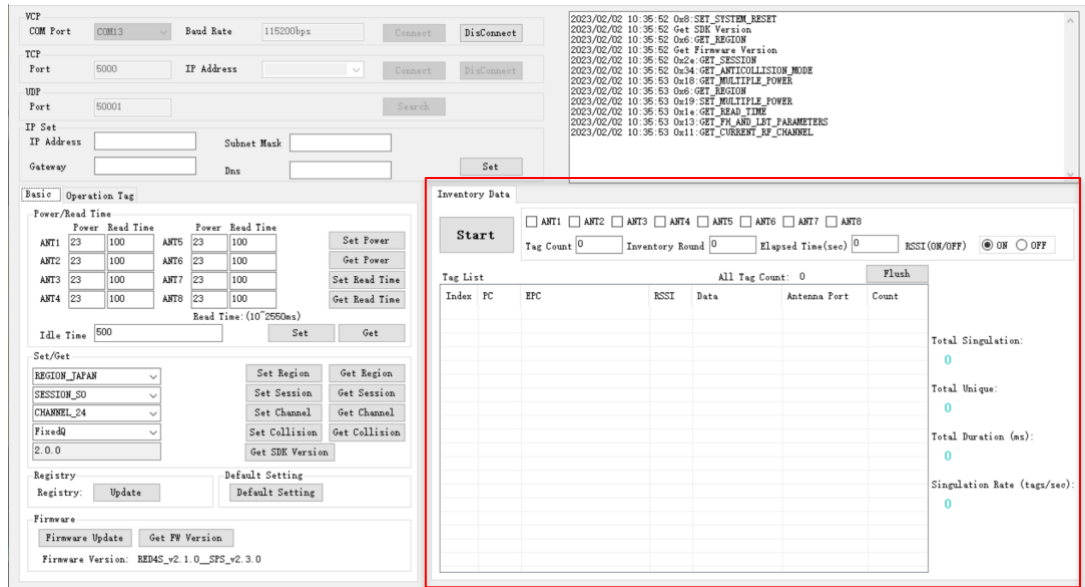 VCP
COM Port COM13 Baud Rate 115200bps Connect DisConnect
TCP
Port 5000 IP Address Connect DisConnect
UDP
Port 50001 Search
IP Set
IP Address Subnet Mask
Gateway Dns Set
2023/02/02 10:35:52 0x8:SET_SYSTEM_RESET
2023/02/02 10:35:52 Get SDK Version
2023/02/02 10:35:52 0x6:GET_REGION
2023/02/02 10:35:52 Get Firmware Version
2023/02/02 10:35:52 0x2e:GET_SESSION
2023/02/02 10:35:52 0x34:GET_ANTICOLLISION_MODE
2023/02/02 10:35:53 0x18:GET_MULTIPLE_POWER
2023/02/02 10:35:53 0x6:GET_REGION
2023/02/02 10:35:53 0x19:SET_MULTIPLE_POWER
2023/02/02 10:35:53 0x1e:GET_READ_TIME
2023/02/02 10:35:53 0x13:GET_FH_AND_LBT_PARAMETERS
2023/02/02 10:35:53 0x11:GET_CURRENT_RF_CHANNEL
Basic Operation Tag
Power/Read Time
Power Read Time Power Read Time
ANT1 23 100 ANT5 23 100 Set Power
ANT2 23 100 ANT6 23 100 Get Power
ANT3 23 100 ANT7 23 100 Set Read Time
ANT4 23 100 ANT8 23 100 Get Read Time
Read Time:(10~2550ms)
Idle Time 500 Set Get
Set/Get
REGION_JAPAN Set Region Get Region
SESSION_S0 Set Session Get Session
CHANNEL_24 Set Channel Get Channel
FixedQ Set Collision Get Collision
2.0.0 Get SDK Version
Registry
Registry: Update
Default Setting
Default Setting
Firmware
Firmware Update Get FW Version
Firmware Version: RED4S_v2.1.0__SPS_v2.3.0
Inventory Data
Start
ANT1 ANT2 ANT3 ANT4 ANT5 ANT6 ANT7 ANT8
Tag Count 0 Inventory Round 0 Elapsed Time(sec) 0 RSSI(ON/OFF) ON OFF
Tag List All Tag Count: 0 Flush
Index PC EPC RSSI Data Antenna Port Count
Total Singulation:
0
Total Unique:
0
Total Duration (ms):
0
Singulation Rate (tags/sec):
0